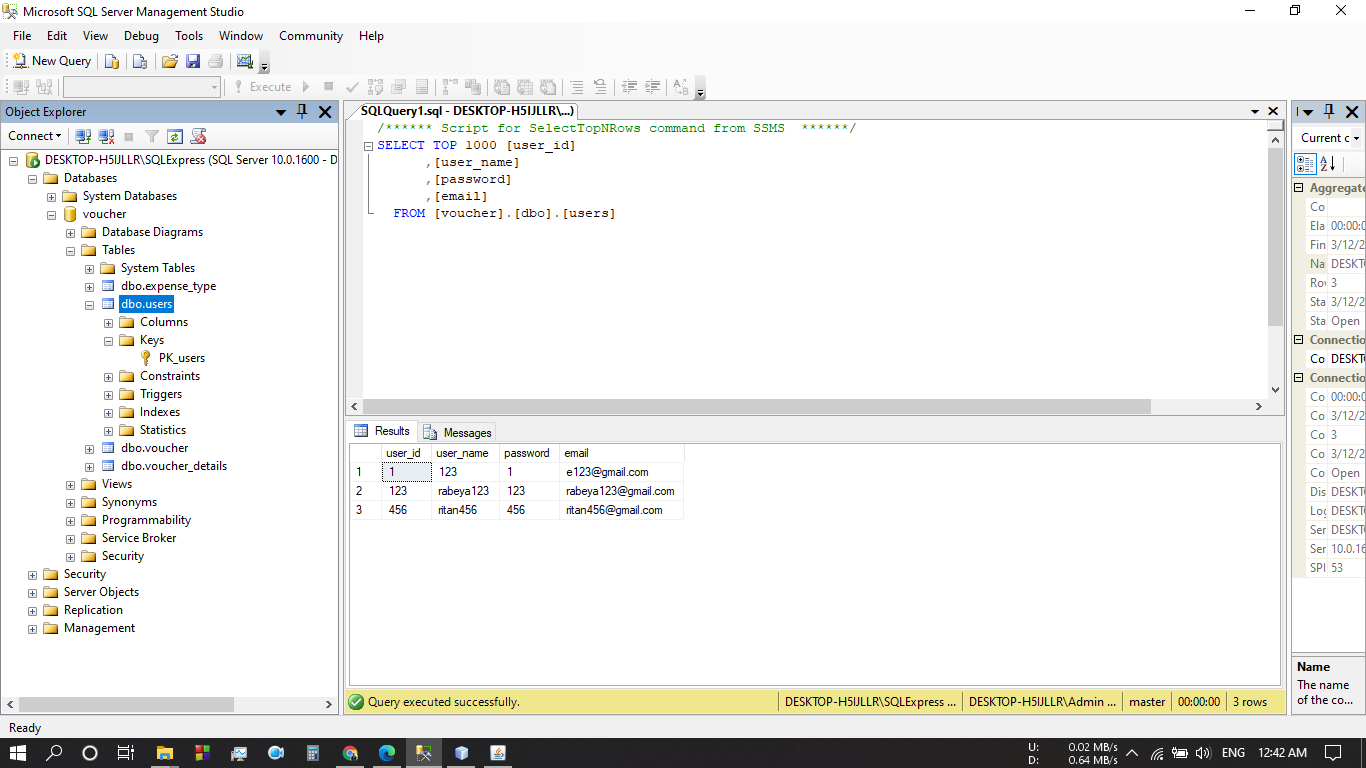 Microsoft SQL Server Management Studio
File Edit View Debug Tools Window Community Help
New Query
Execute
Object Explorer
Connect
DESKTOP-H5IJLLR\SQLExpress (SQL Server 10.0.1600 - D
Databases
System Databases
voucher
Database Diagrams
Tables
System Tables
dbo.expense_type
dbo.users
Columns
Keys
PK_users
Constraints
Triggers
Indexes
Statistics
dbo.voucher
dbo.voucher_details
Views
Synonyms
Programmability
Service Broker
Security
Security
Server Objects
Replication
Management
SQLQuery1.sql - DESKTOP-H5IJLLR\...)
/****** Script for SelectTopNRows command from SSMS ******/
SELECT TOP 1000 [user_id]
,[user_name]
,[password]
,[email]
FROM [voucher].[dbo].[users]
Results Messages
user_id user_name password email
1 1 123 1 e123@gmail.com
2 123 rabeya123 123 rabeya123@gmail.com
3 456 ritan456 456 ritan456@gmail.com
Query executed successfully. DESKTOP-H5IJLLR\SQLExpress ... DESKTOP-H5IJLLR\Admin ... master 00:00:00 3 rows
Current c
Aggregate
Co
Ela 00:00:0
Fin 3/12/2
Na DESKT
Ro 3
Sta 3/12/2
Sta Open
Connectio
Co DESKT
Connectio
Co 00:00:0
Co 3/12/2
Co 3
Co 3/12/2
Co Open
Dis DESKT
Log DESKT
Ser DESKT
Ser 10.0.16
SPI 53
Name
The name
of the co...
Ready
U: 0.02 MB/s
D: 0.64 MB/s
ENG 12:42 AM